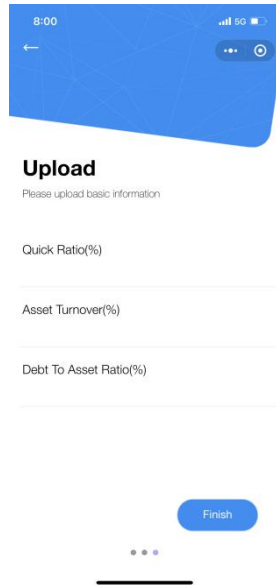 8:00
5G
Upload
Please upload basic information
Quick Ratio(%)
Asset Turnover(%)
Debt To Asset Ratio(%)
Finish